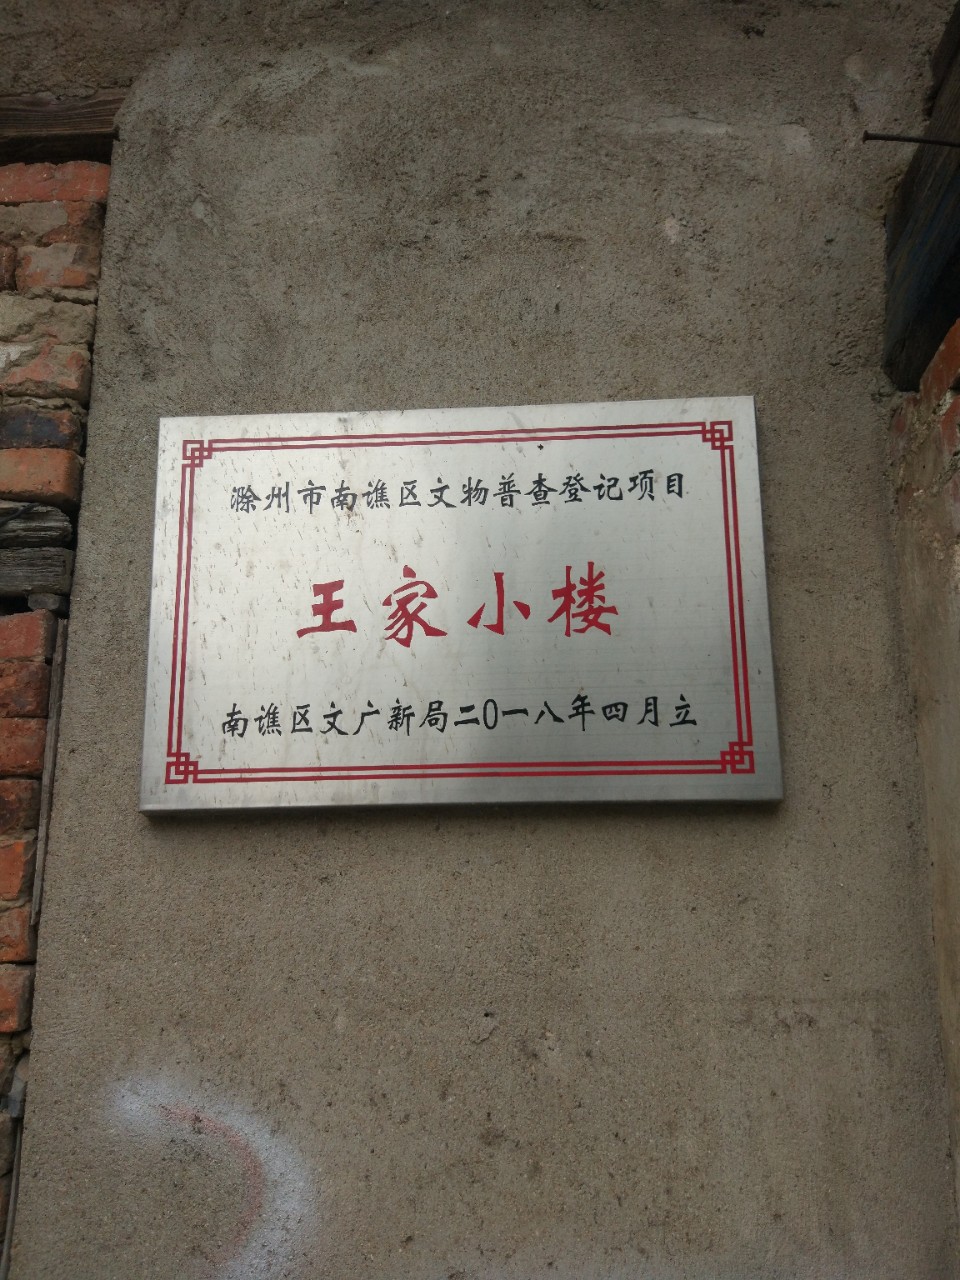 滁州市南谯区文物普查登记项目
王家小楼
南谯区文广新局二0一八年四月立